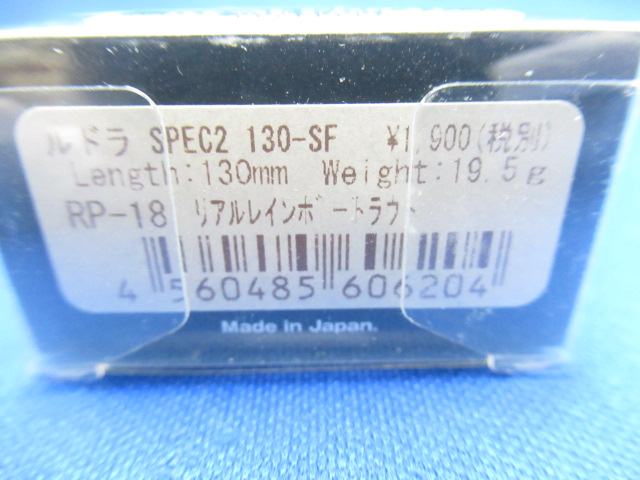 ルドラ SPEC2 130-SF ¥1,900(税別)
Length:130mm Weight:19.5g
RP-18 リアルレインボートラウト
4 560485 606204
Made in Japan.